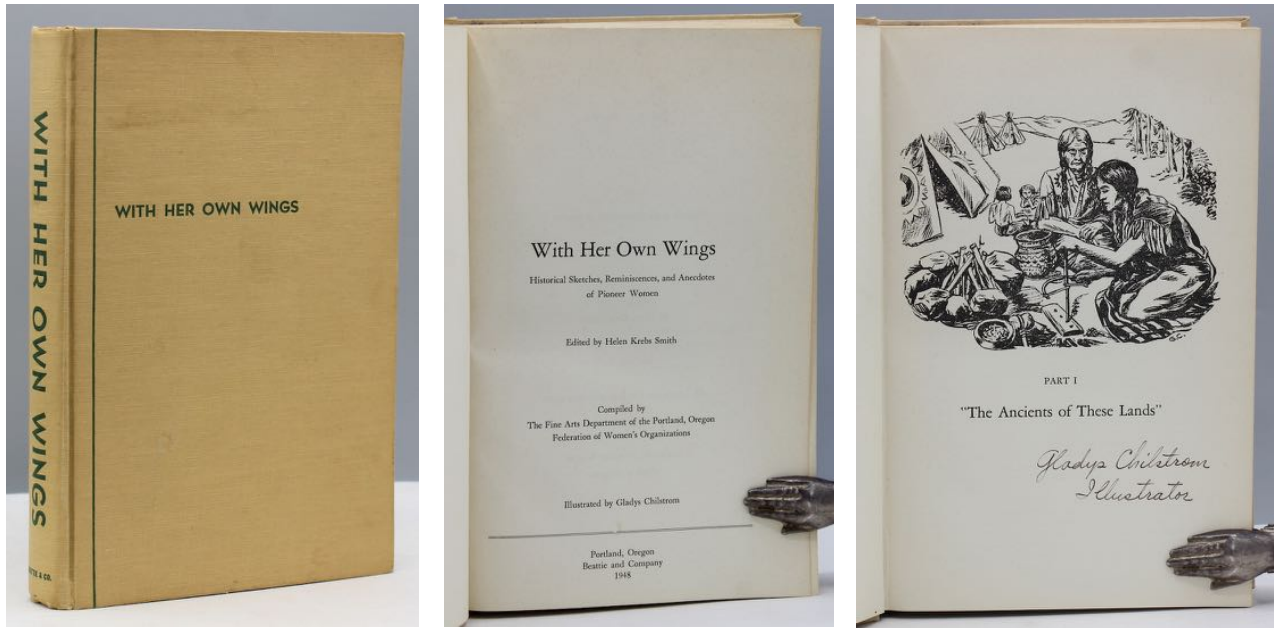 WITH HER OWN WINGS
& CO.
WITH HER OWN WINGS
With Her Own Wings
Historical Sketches, Reminiscences, and Anecdotes
of Pioneer Women
Edited by Helen Krebs Smith
Compiled by
The Fine Arts Department of the Portland, Oregon
Federation of Women's Organizations
Illustrated by Gladys Chilstrom
Portland, Oregon
Beattie and Company
1948
G.C.
PART I
"The Ancients of These Lands"
Gladys Chilstrom
Illustrator